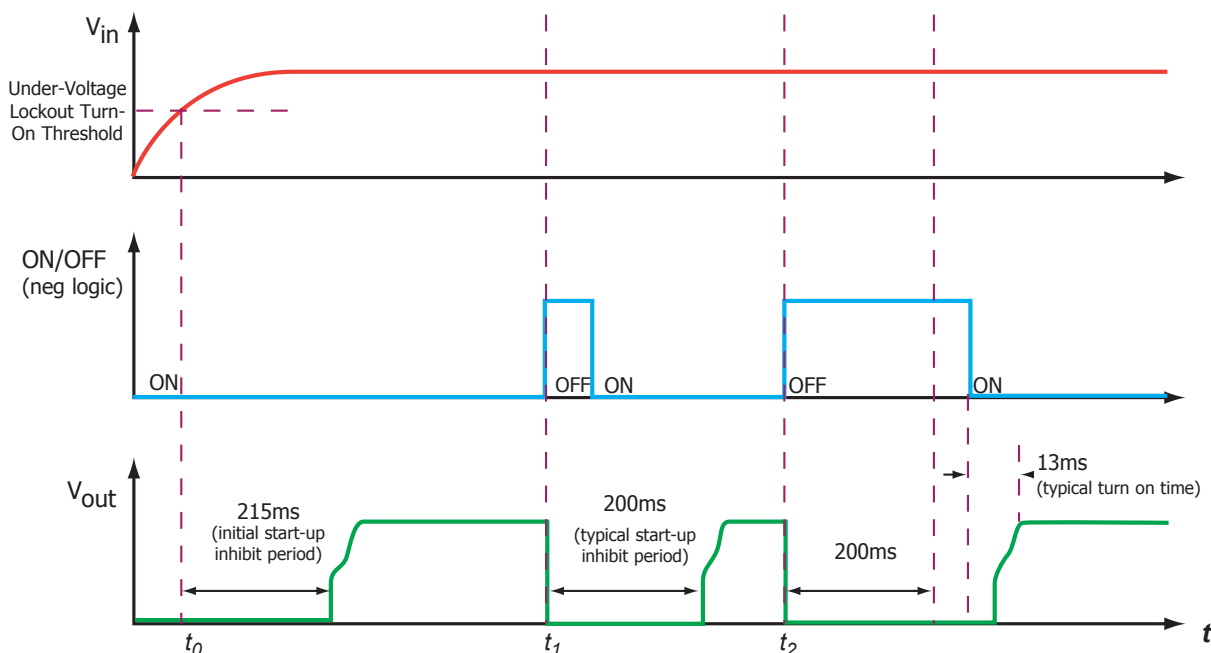 Vin
Under-Voltage
Lockout Turn-
On Threshold
ON/OFF
(neg logic)
ON
OFF
ON
OFF
ON
Vout
215ms
(initial start-up
inhibit period)
200ms
(typical start-up
inhibit period)
200ms
13ms
(typical turn on time)
t0
t1
t2
t